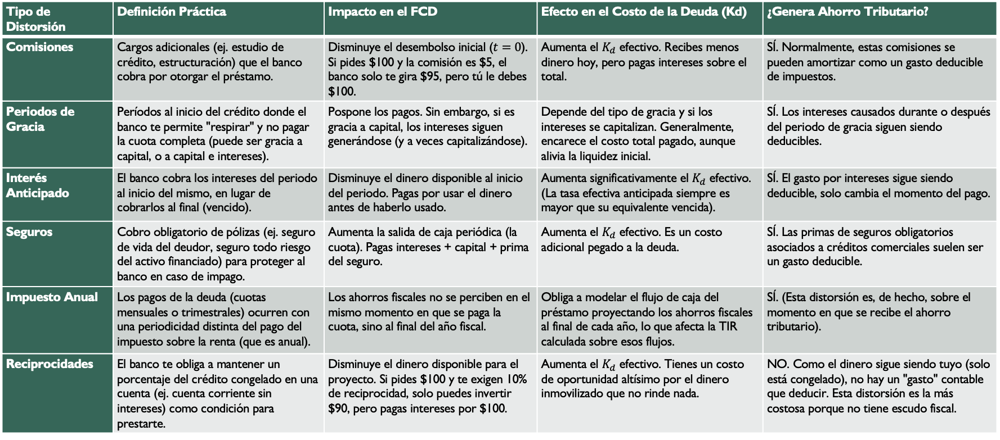 Tipo de
Distorsión
Definición Práctica
Impacto en el FCD
Efecto en el Costo de la Deuda (Kd)
¿Genera Ahorro Tributario?
Comisiones
Cargos adicionales (ej. estudio de
crédito, estructuración) que el banco
cobra por otorgar el préstamo.
Disminuye el desembolso inicial (t = 0).
Si pides $100 y la comisión es $5, el
banco solo te gira $95, pero tú le debes
$100.
Aumenta el K_d efectivo. Recibes menos
dinero hoy, pero pagas intereses sobre el
total.
SÍ. Normalmente, estas comisiones se
pueden amortizar como un gasto deducible
de impuestos.
Periodos de
Gracia
Períodos al inicio del crédito donde el
banco te permite "respirar" y no pagar
la cuota completa (puede ser gracia a
capital, o a capital e intereses).
Pospone los pagos. Sin embargo, si es
gracia a capital, los intereses siguen
generándose (y a veces capitalizándose).
Depende del tipo de gracia y si los
intereses se capitalizan. Generalmente,
encarece el costo total pagado, aunque
alivia la liquidez inicial.
SÍ. Los intereses causados durante o después
del periodo de gracia siguen siendo
deducibles.
Interés
Anticipado
El banco cobra los intereses del periodo
al inicio del mismo, en lugar de
cobrarlos al final (vencido).
Disminuye el dinero disponible al inicio
del periodo. Pagas por usar el dinero
antes de haberlo usado.
Aumenta significativamente el K_d efectivo.
(La tasa efectiva anticipada siempre es
mayor que su equivalente vencida).
SÍ. El gasto por intereses sigue siendo
deducible, solo cambia el momento del pago.
Seguros
Cobro obligatorio de pólizas (ej. seguro
de vida del deudor, seguro todo riesgo
del activo financiado) para proteger al
banco en caso de impago.
Aumenta la salida de caja periódica (la
cuota). Pagas intereses + capital + prima
del seguro.
Aumenta el K_d efectivo. Es un costo
adicional pegado a la deuda.
SÍ. Las primas de seguros obligatorios
asociados a créditos comerciales suelen ser
un gasto deducible.
Impuesto Anual
Los pagos de la deuda (cuotas
mensuales o trimestrales) ocurren con
una periodicidad distinta del pago del
impuesto sobre la renta (que es anual).
Los ahorros fiscales no se perciben en el
mismo momento en que se paga la
cuota, sino al final del año fiscal.
Obliga a modelar el flujo de caja del
préstamo proyectando los ahorros fiscales
al final de cada año, lo que afecta la TIR
calculada sobre esos flujos.
SÍ. (Esta distorsión es, de hecho, sobre el
momento en que se recibe el ahorro
tributario).
Reciprocidades
El banco te obliga a mantener un
porcentaje del crédito congelado en una
cuenta (ej. cuenta corriente sin
intereses) como condición para
prestarte.
Disminuye el dinero disponible para el
proyecto. Si pides $100 y te exigen 10%
de reciprocidad, solo puedes invertir
$90, pero pagas intereses por $100.
Aumenta el K_d efectivo. Tienes un costo
de oportunidad altísimo por el dinero
inmovilizado que no rinde nada.
NO. Como el dinero sigue siendo tuyo (solo
está congelado), no hay un "gasto" contable
que deducir. Esta distorsión es la más
costosa porque no tiene escudo fiscal.